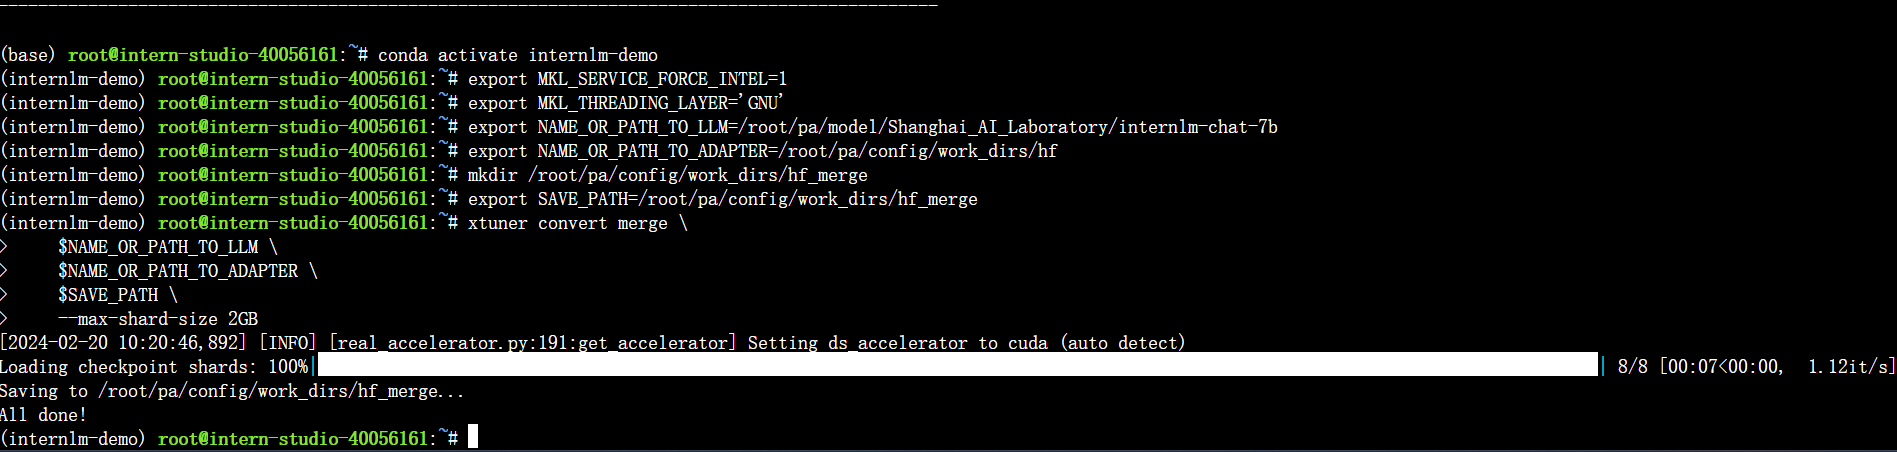 (base) root@intern-studio-40056161:~# conda activate internlm-demo
(internlm-demo) root@intern-studio-40056161:~# export MKL_SERVICE_FORCE_INTEL=1
(internlm-demo) root@intern-studio-40056161:~# export MKL_THREADING_LAYER='GNU'
(internlm-demo) root@intern-studio-40056161:~# export NAME_OR_PATH_TO_LLM=/root/pa/model/Shanghai_AI_Laboratory/internlm-chat-7b
(internlm-demo) root@intern-studio-40056161:~# export NAME_OR_PATH_TO_ADAPTER=/root/pa/config/work_dirs/hf
(internlm-demo) root@intern-studio-40056161:~# mkdir /root/pa/config/work_dirs/hf_merge
(internlm-demo) root@intern-studio-40056161:~# export SAVE_PATH=/root/pa/config/work_dirs/hf_merge
(internlm-demo) root@intern-studio-40056161:~# xtuner convert merge \
>     $NAME_OR_PATH_TO_LLM \
>     $NAME_OR_PATH_TO_ADAPTER \
>     $SAVE_PATH \
>     --max-shard-size 2GB
[2024-02-20 10:20:46,892] [INFO] [real_accelerator.py:191:get_accelerator] Setting ds_accelerator to cuda (auto detect)
Loading checkpoint shards: 100%| | 8/8 [00:07<00:00,  1.12it/s]
Saving to /root/pa/config/work_dirs/hf_merge...
All done!
(internlm-demo) root@intern-studio-40056161:~#